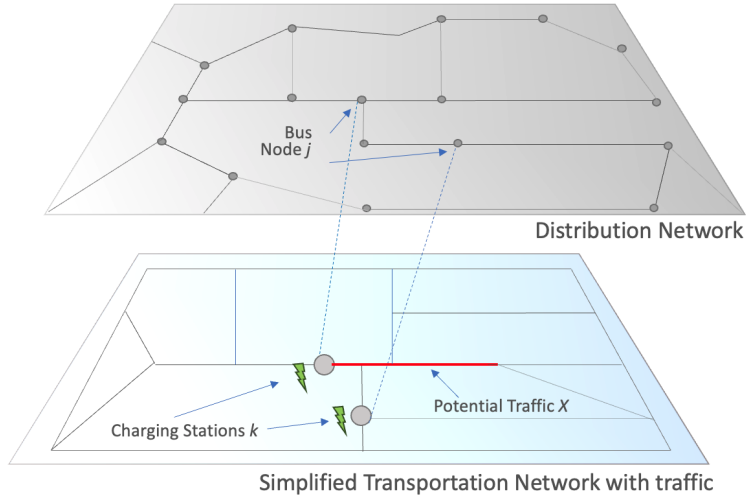 Bus
Node j
Distribution Network
Potential Traffic X
Charging Stations k
Simplified Transportation Network with traffic